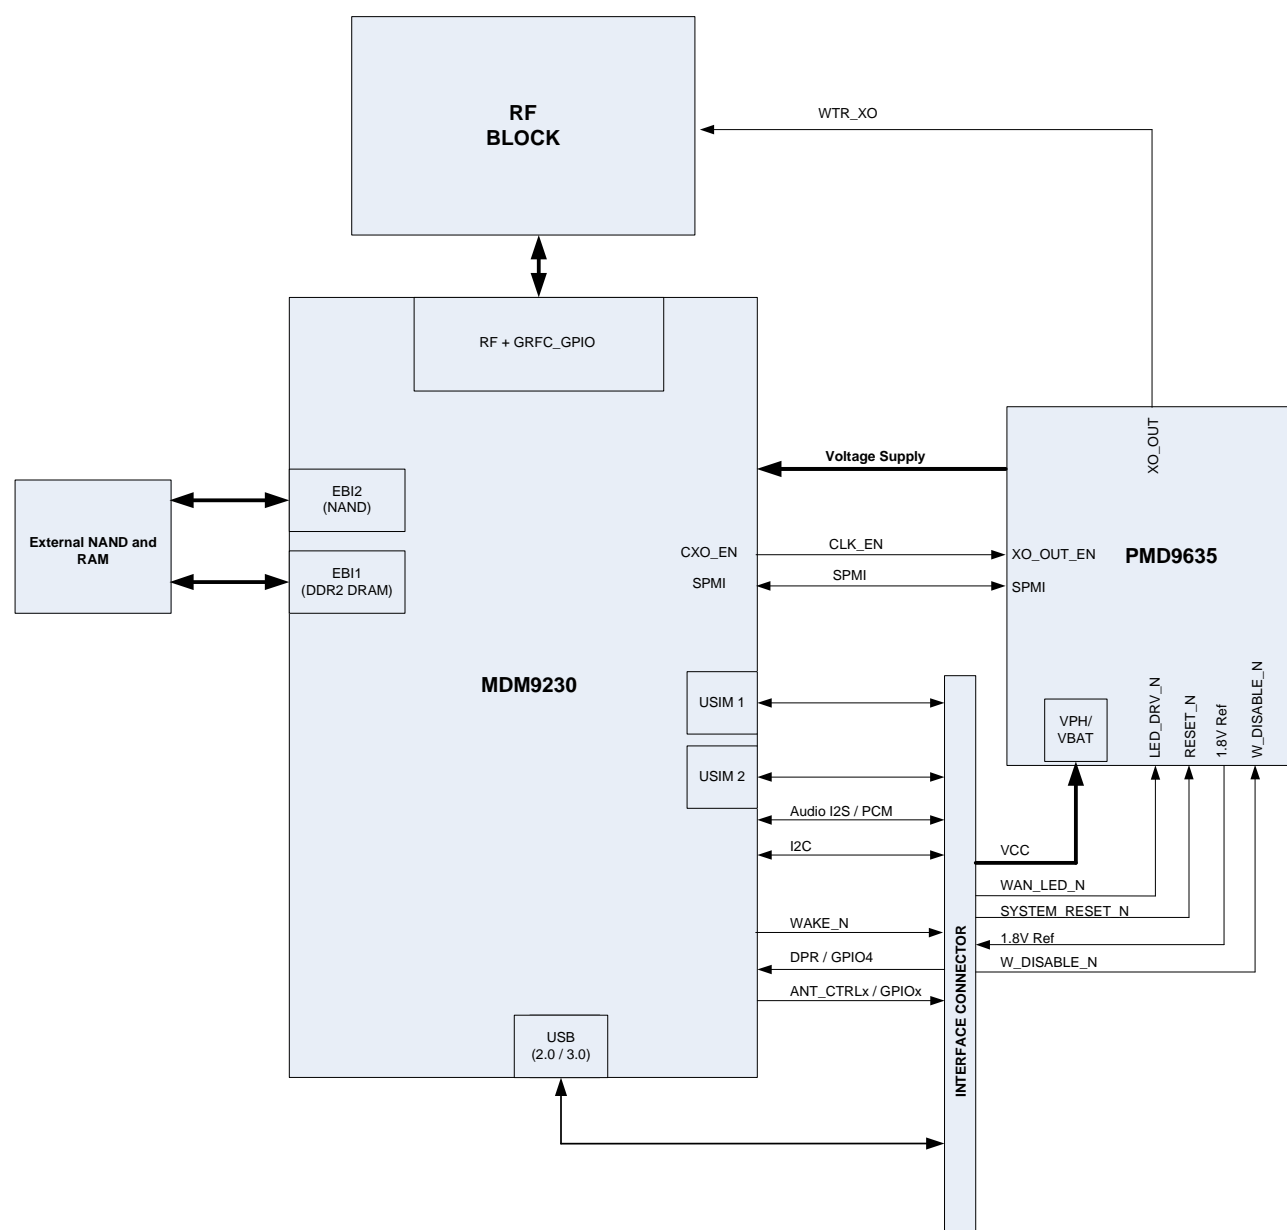 RF
BLOCK
WTR_XO
RF + GRFC_GPIO
XO_OUT
Voltage Supply
EBI2
(NAND)
External NAND and
RAM
CXO_EN
CLK_EN
XO_OUT_EN
PMD9635
EBI1
(DDR2 DRAM)
SPMI
SPMI
SPMI
MDM9230
USIM 1
VPH/
VBAT
LED_DRV_N
RESET_N
1.8V Ref
W_DISABLE_N
USIM 2
Audio I2S / PCM
I2C
VCC
WAN_LED_N
SYSTEM_RESET_N
WAKE_N
1.8V Ref
DPR / GPIO4
W_DISABLE_N
ANT_CTRLx / GPIOx
INTERFACE CONNECTOR
USB
(2.0 / 3.0)